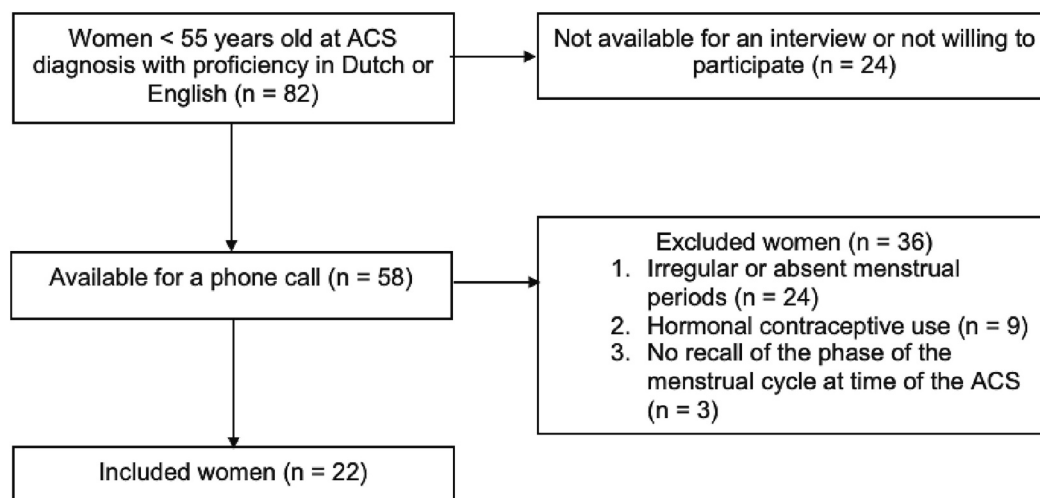 Women < 55 years old at ACS
diagnosis with proficiency in Dutch or
English (n = 82)
Not available for an interview or not willing to
participate (n = 24)
Available for a phone call (n = 58)
Excluded women (n = 36)
1. Irregular or absent menstrual
periods (n = 24)
2. Hormonal contraceptive use (n = 9)
3. No recall of the phase of the
menstrual cycle at time of the ACS
(n = 3)
Included women (n = 22)